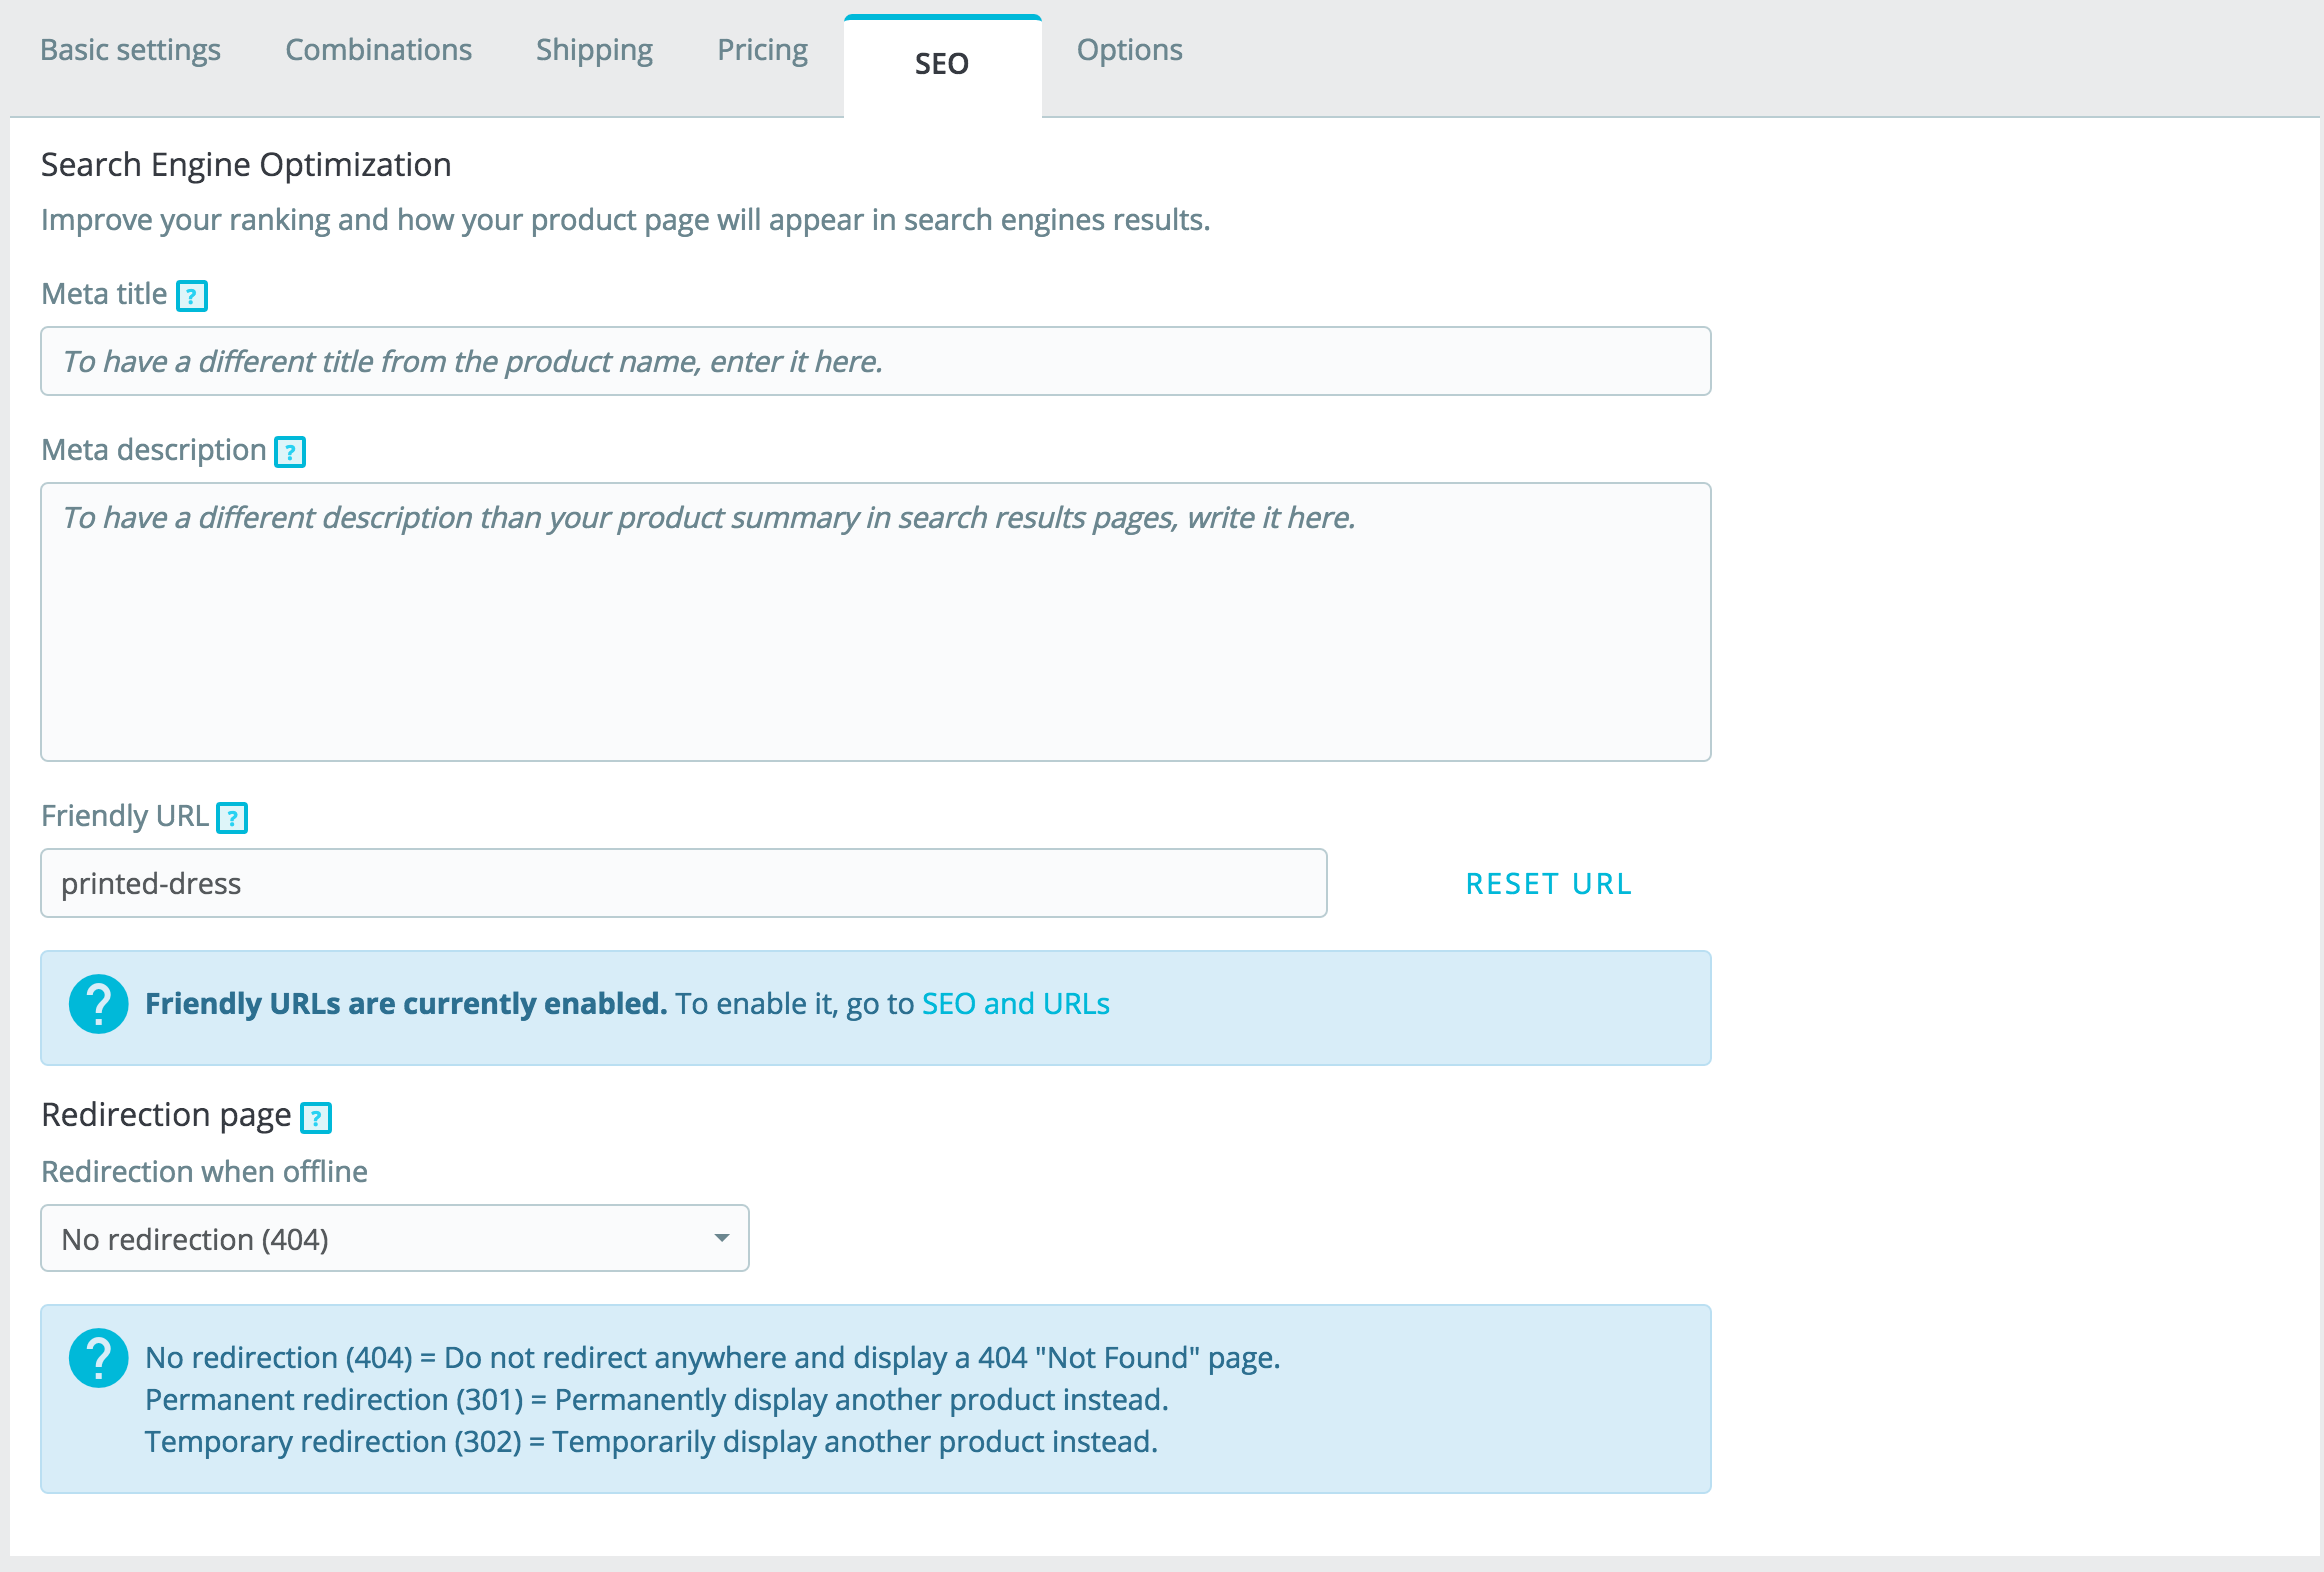 Basic settings Combinations Shipping Pricing SEO Options
Search Engine Optimization
Improve your ranking and how your product page will appear in search engines results.
Meta title ?
To have a different title from the product name, enter it here.
Meta description ?
To have a different description than your product summary in search results pages, write it here.
Friendly URL ?
printed-dress RESET URL
? Friendly URLs are currently enabled. To enable it, go to SEO and URLs
Redirection page ?
Redirection when offline
No redirection (404)
? No redirection (404) = Do not redirect anywhere and display a 404 "Not Found" page.
Permanent redirection (301) = Permanently display another product instead.
Temporary redirection (302) = Temporarily display another product instead.